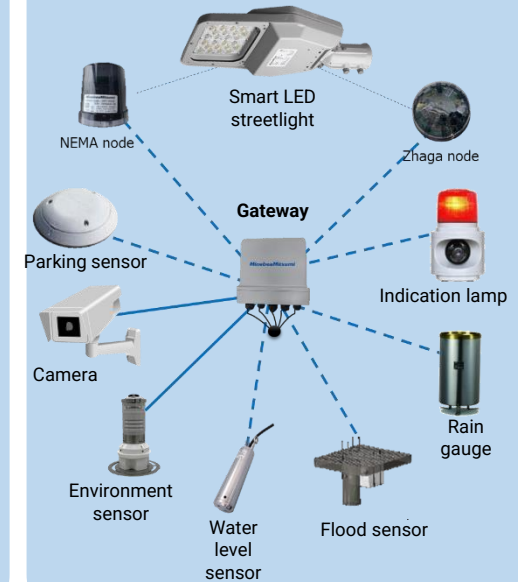 Smart LED
streetlight
NEMA node
Zhaga node
Gateway
MinebeaMitsumi
Parking sensor
Indication lamp
Camera
Rain
gauge
Environment
sensor
Water
level
sensor
Flood sensor